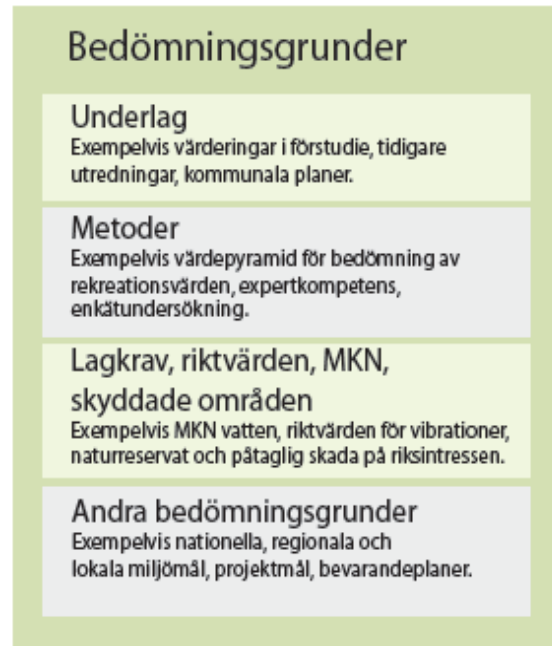 Bedömningsgrunder
Underlag
Exempelvis värderingar i förstudie, tidigare
utredningar, kommunala planer.
Metoder
Exempelvis värdepyramid för bedömning av
rekreationsvärden, expertkompetens,
enkätundersökning.
Lagkrav, riktvärden, MKN,
skyddade områden
Exempelvis MKN vatten, riktvärden för vibrationer,
naturreservat och påtaglig skada på riksintressen.
Andra bedömningsgrunder
Exempelvis nationella, regionala och
lokala miljömål, projektmål, bevarandeplaner.